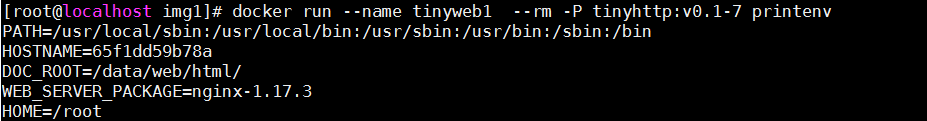 [root@localhost img1]# docker run --name tinyweb1  --rm -P tinyhttp:v0.1-7 printenv
PATH=/usr/local/sbin:/usr/local/bin:/usr/sbin:/usr/bin:/sbin:/bin
HOSTNAME=65f1dd59b78a
DOC_ROOT=/data/web/html/
WEB_SERVER_PACKAGE=nginx-1.17.3
HOME=/root